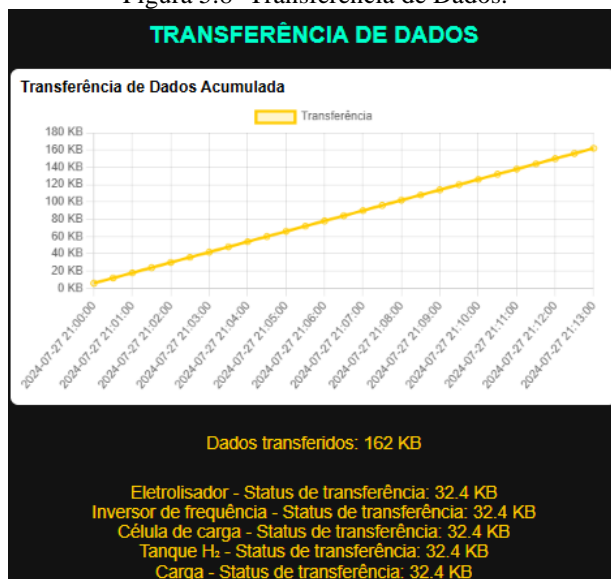 Figura 5.8- Transferência de Dados.
TRANSFERÊNCIA DE DADOS
Transferência de Dados Acumulada
Transferência
180 KB
160 KB
140 KB
120 KB
100 KB
80 KB
60 KB
40 KB
20 KB
0 KB
2024-07-27 21:00:00
2024-07-27 21:01:00
2024-07-27 21:02:00
2024-07-27 21:03:00
2024-07-27 21:04:00
2024-07-27 21:05:00
2024-07-27 21:06:00
2024-07-27 21:07:00
2024-07-27 21:08:00
2024-07-27 21:09:00
2024-07-27 21:10:00
2024-07-27 21:11:00
2024-07-27 21:12:00
2024-07-27 21:13:00
Dados transferidos: 162 KB
Eletrolisador - Status de transferência: 32.4 KB
Inversor de frequência - Status de transferência: 32.4 KB
Célula de carga - Status de transferência: 32.4 KB
Tanque H₂ - Status de transferência: 32.4 KB
Carga - Status de transferência: 32.4 KB